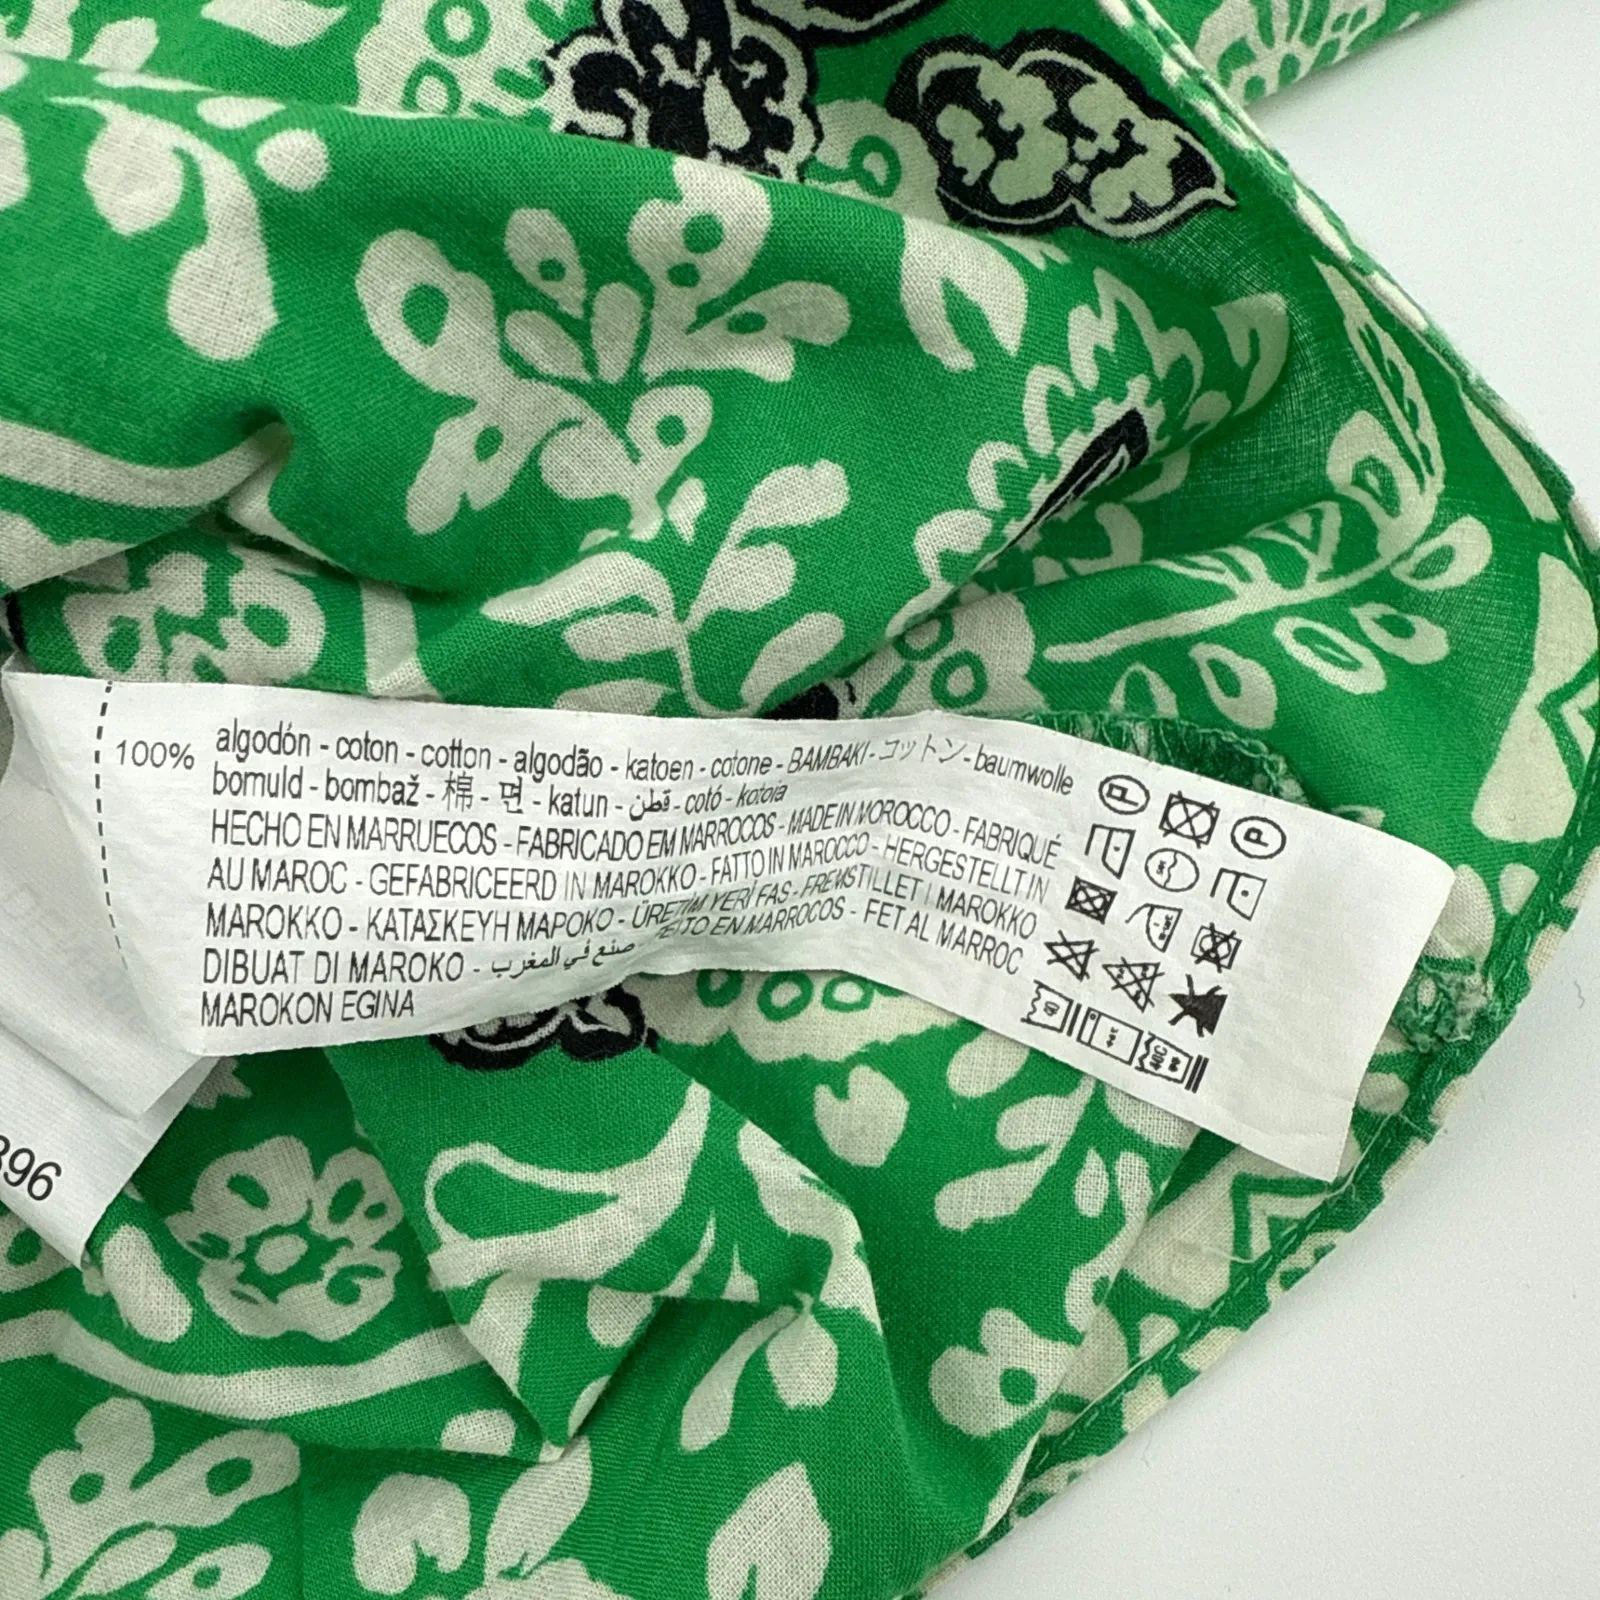 100% algodón - coton - cotton - algodão - katoen - cotone - BAMBAKI - コットン - baumwolle
bomuld - bombaž - 棉 - 면 - katun - قطن - cotó - kotoia
HECHO EN MARRUECOS - FABRICADO EM MARROCOS - MADE IN MOROCCO - FABRIQUÉ
AU MAROC - GEFABRICEERD IN MAROKKO - FATTO IN MAROCCO - HERGESTELLT IN
MAROKKO - ΚΑΤΑΣΚΕΥΗ ΜΑΡΟΚΟ - ÜRETİM YERİ FAS - FREMSTILLET I MAROKKO
DIBUAT DI MAROKO - صنع في المغرب - FEITO EN MARROCOS - FET AL MARROC
MAROKON EGINA
396